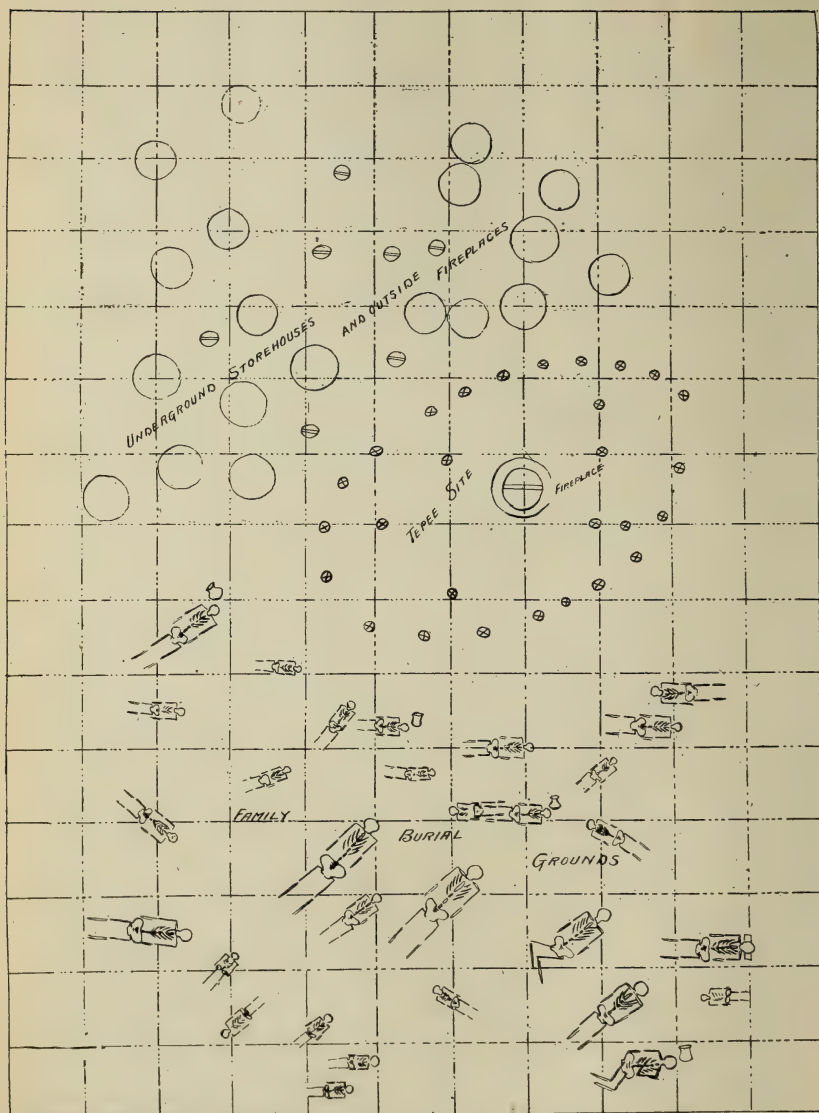 UNDERGROUND STOREHOUSES AND OUTSIDE FIREPLACES
TEPEE SITE
FIREPLACE
FAMILY BURIAL GROUNDS